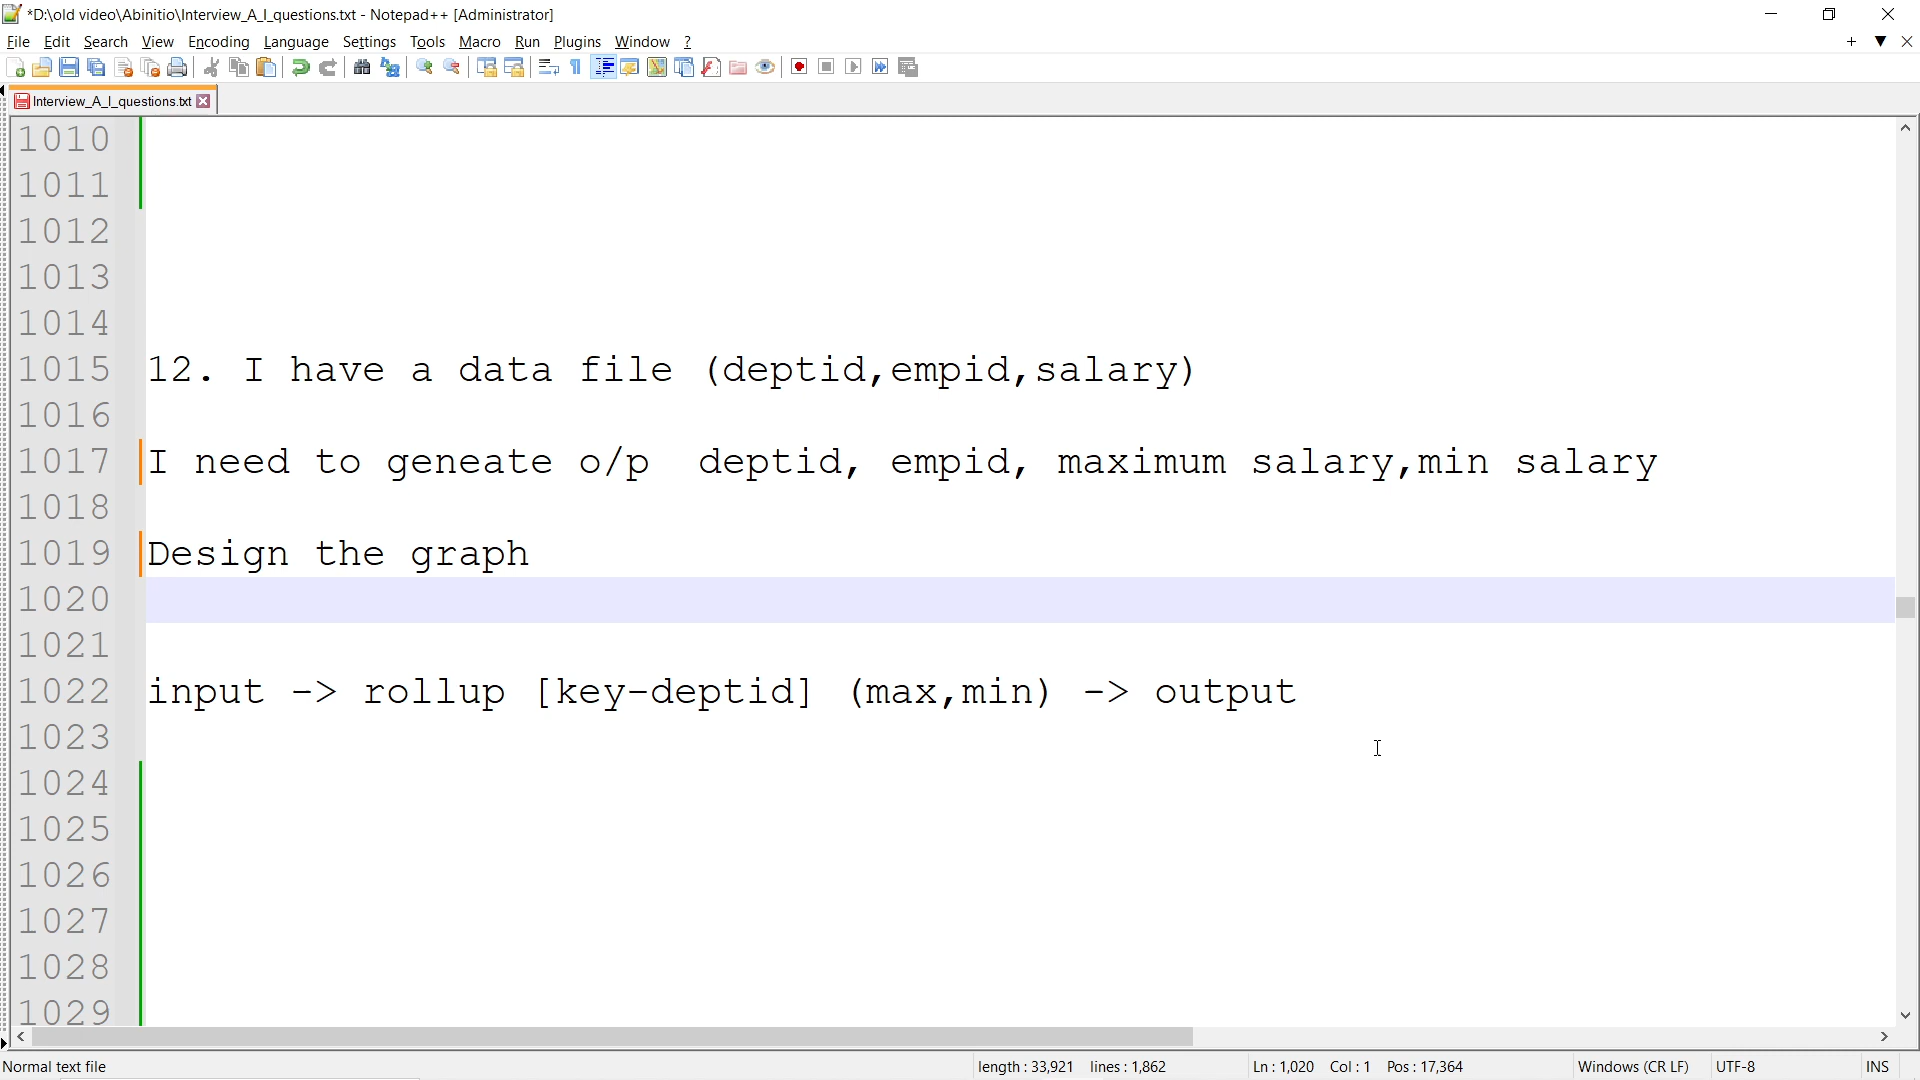 *D:\old video\Abinitio\Interview_A_I_questions.txt - Notepad++ [Administrator]
File Edit Search View Encoding Language Settings Tools Macro Run Plugins Window ?
Interview_A_I_questions.txt
1010
1011
1012
1013
1014
1015 12. I have a data file (deptid,empid,salary)
1016
1017 I need to geneate o/p  deptid, empid, maximum salary,min salary
1018
1019 Design the graph
1020
1021
1022 input -> rollup [key-deptid] (max,min) -> output
1023
1024
1025
1026
1027
1028
1029
Normal text file length : 33,921 lines : 1,862 Ln : 1,020 Col : 1 Pos : 17,364 Windows (CR LF) UTF-8 INS